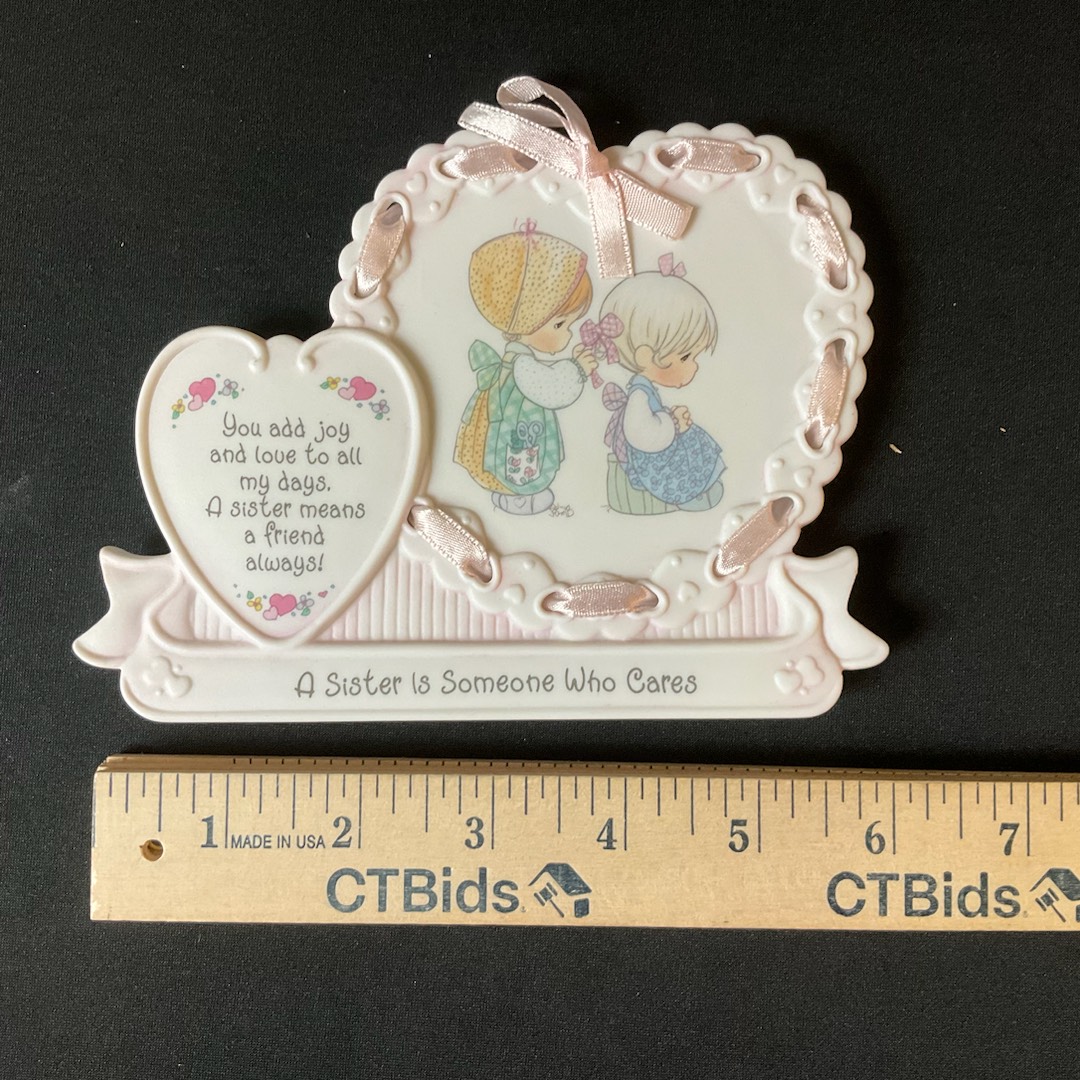 You add joy
and love to all
my days.
A sister means
a friend
always!
A Sister Is Someone Who Cares
1 MADE IN USA 2 3 4 5 6 7
CTBids CTBids